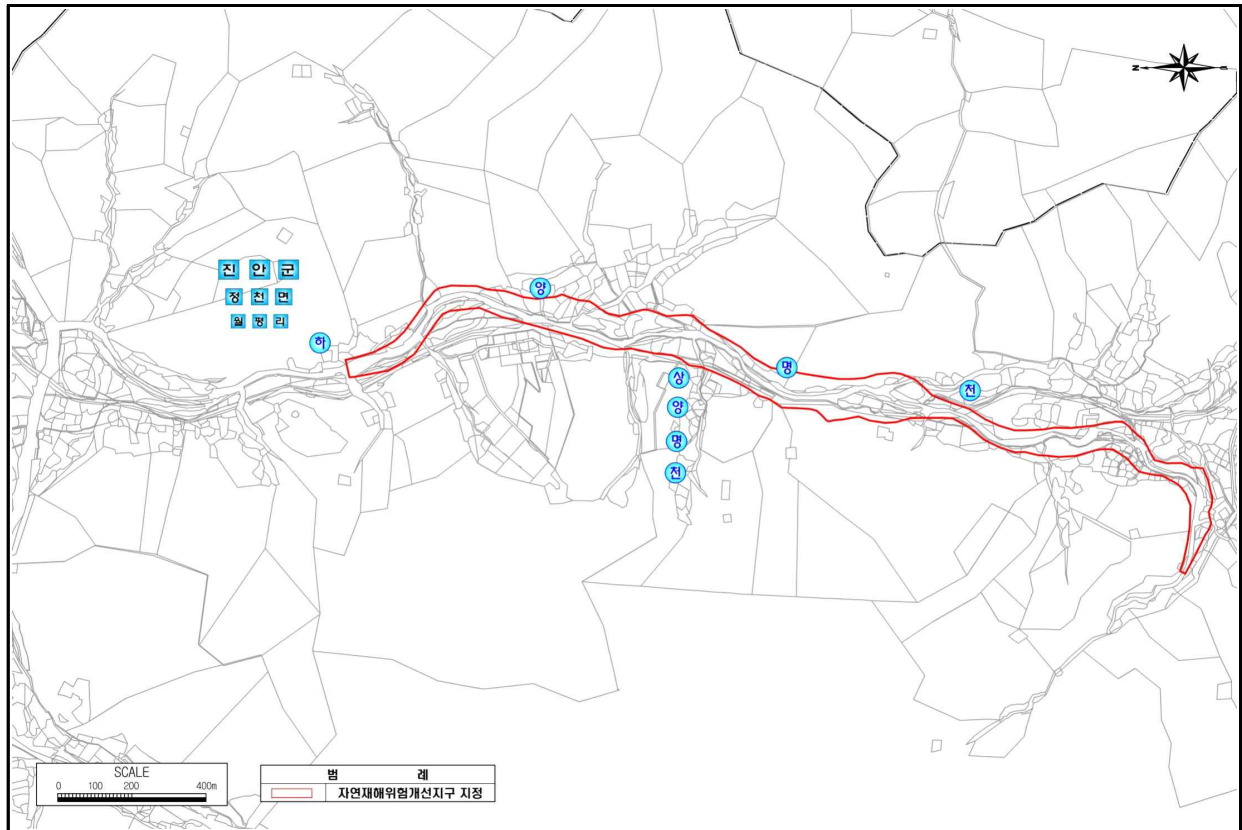 N
진안군
정천면
월평리
하 양 명 천
상
양
명
천
SCALE
0 100 200 400m
범 례
자연재해위험개선지구 지정